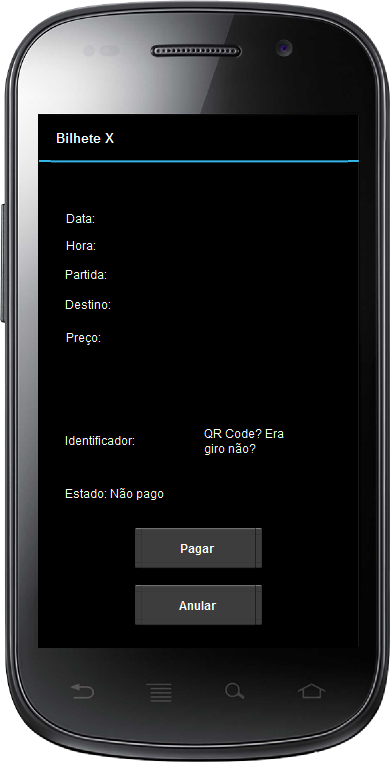 Bilhete X
Data:
Hora:
Partida:
Destino:
Preço:
Identificador:
QR Code? Era
giro não?
Estado: Não pago
Pagar
Anular